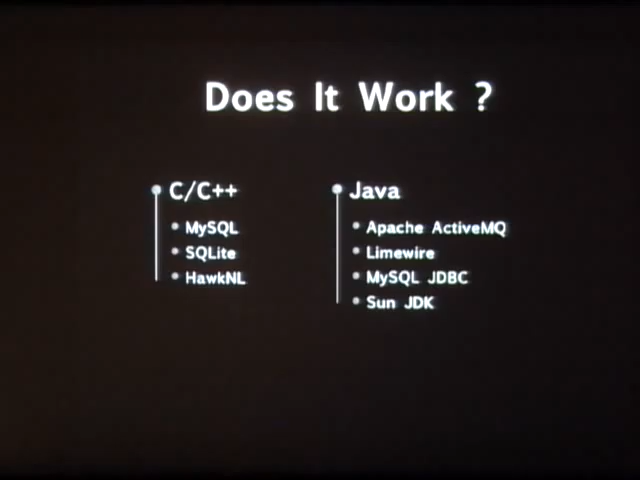 Does It Work ?
C/C++
MySQL
SQLite
HawkNL
Java
Apache ActiveMQ
Limewire
MySQL JDBC
Sun JDK